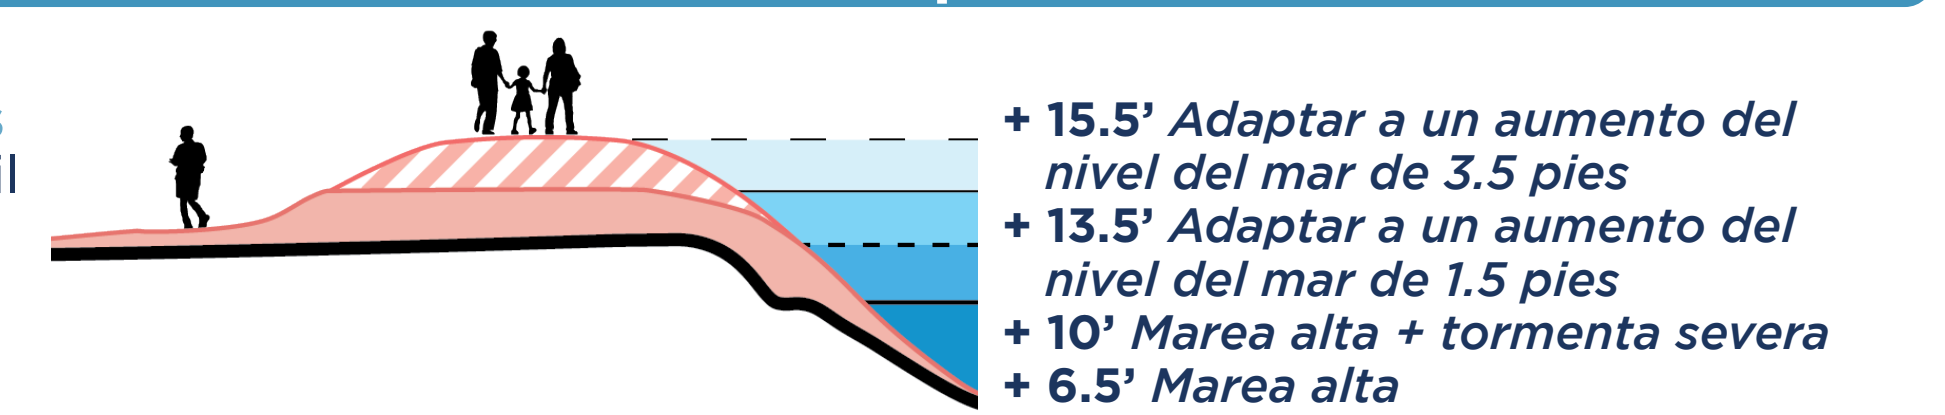 + 15.5’ Adaptar a un aumento del
nivel del mar de 3.5 pies
+ 13.5’ Adaptar a un aumento del
nivel del mar de 1.5 pies
+ 10’ Marea alta + tormenta severa
+ 6.5’ Marea alta